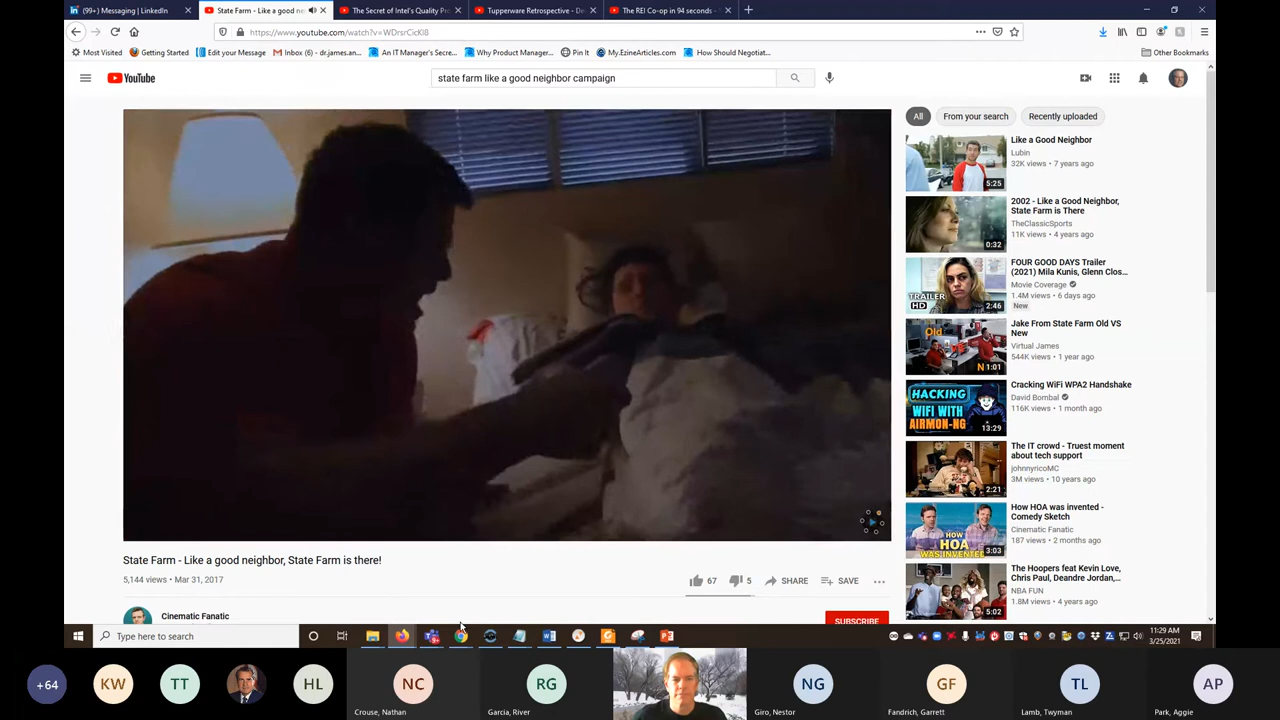 (99+) Messaging | LinkedIn
State Farm - Like a good ne
The Secret of Intel's Quality Pro
Tupperware Retrospective - De
The REI Co-op in 94 seconds -
https://www.youtube.com/watch?v=WDrsrCicKl8
Most Visited
Getting Started
Edit your Message
Inbox (6) - dr.james.an...
An IT Manager's Secre...
Why Product Manager...
Pin It
My.EzineArticles.com
How Should Negotiat...
Other Bookmarks
YouTube
state farm like a good neighbor campaign
All
From your search
Recently uploaded
Like a Good Neighbor
Lubin
32K views • 7 years ago
5:25
2002 - Like a Good Neighbor,
State Farm is There
TheClassicSports
11K views • 4 years ago
0:32
FOUR GOOD DAYS Trailer
(2021) Mila Kunis, Glenn Clos...
Movie Coverage
1.4M views • 6 days ago
New
TRAILER
HD
2:46
Jake From State Farm Old VS
New
Virtual James
544K views • 1 year ago
Old
N
1:01
Cracking WiFi WPA2 Handshake
David Bombal
116K views • 1 month ago
HACKING
WIFI WITH
AIRMON-NG
13:29
The IT crowd - Truest moment
about tech support
johnnyricoMC
3M views • 10 years ago
2:21
How HOA was invented -
Comedy Sketch
Cinematic Fanatic
187 views • 2 months ago
HOW
HOA
WAS INVENTED
3:03
The Hoopers feat Kevin Love,
Chris Paul, Deandre Jordan,...
NBA FUN
1.8M views • 4 years ago
5:02
State Farm - Like a good neighbor, State Farm is there!
5,144 views • Mar 31, 2017
67
5
SHARE
SAVE
Cinematic Fanatic
SUBSCRIBE
Type here to search
11:29 AM
3/25/2021
+64
KW
TT
HL
NC
Crouse, Nathan
RG
Garcia, River
NG
Giro, Nestor
GF
Fandrich, Garrett
TL
Lamb, Twyman
AP
Park, Aggie